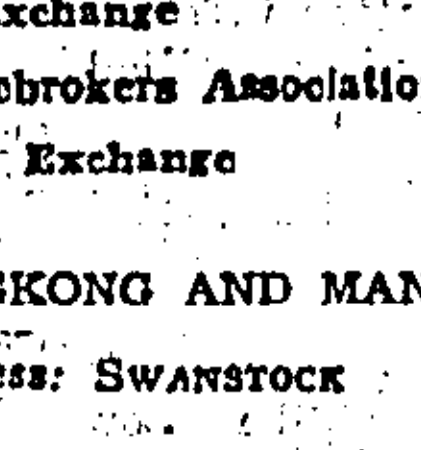 xchange
brokers Associatio
Exchange
KONG AND MAN
ss: SWANSTOCK